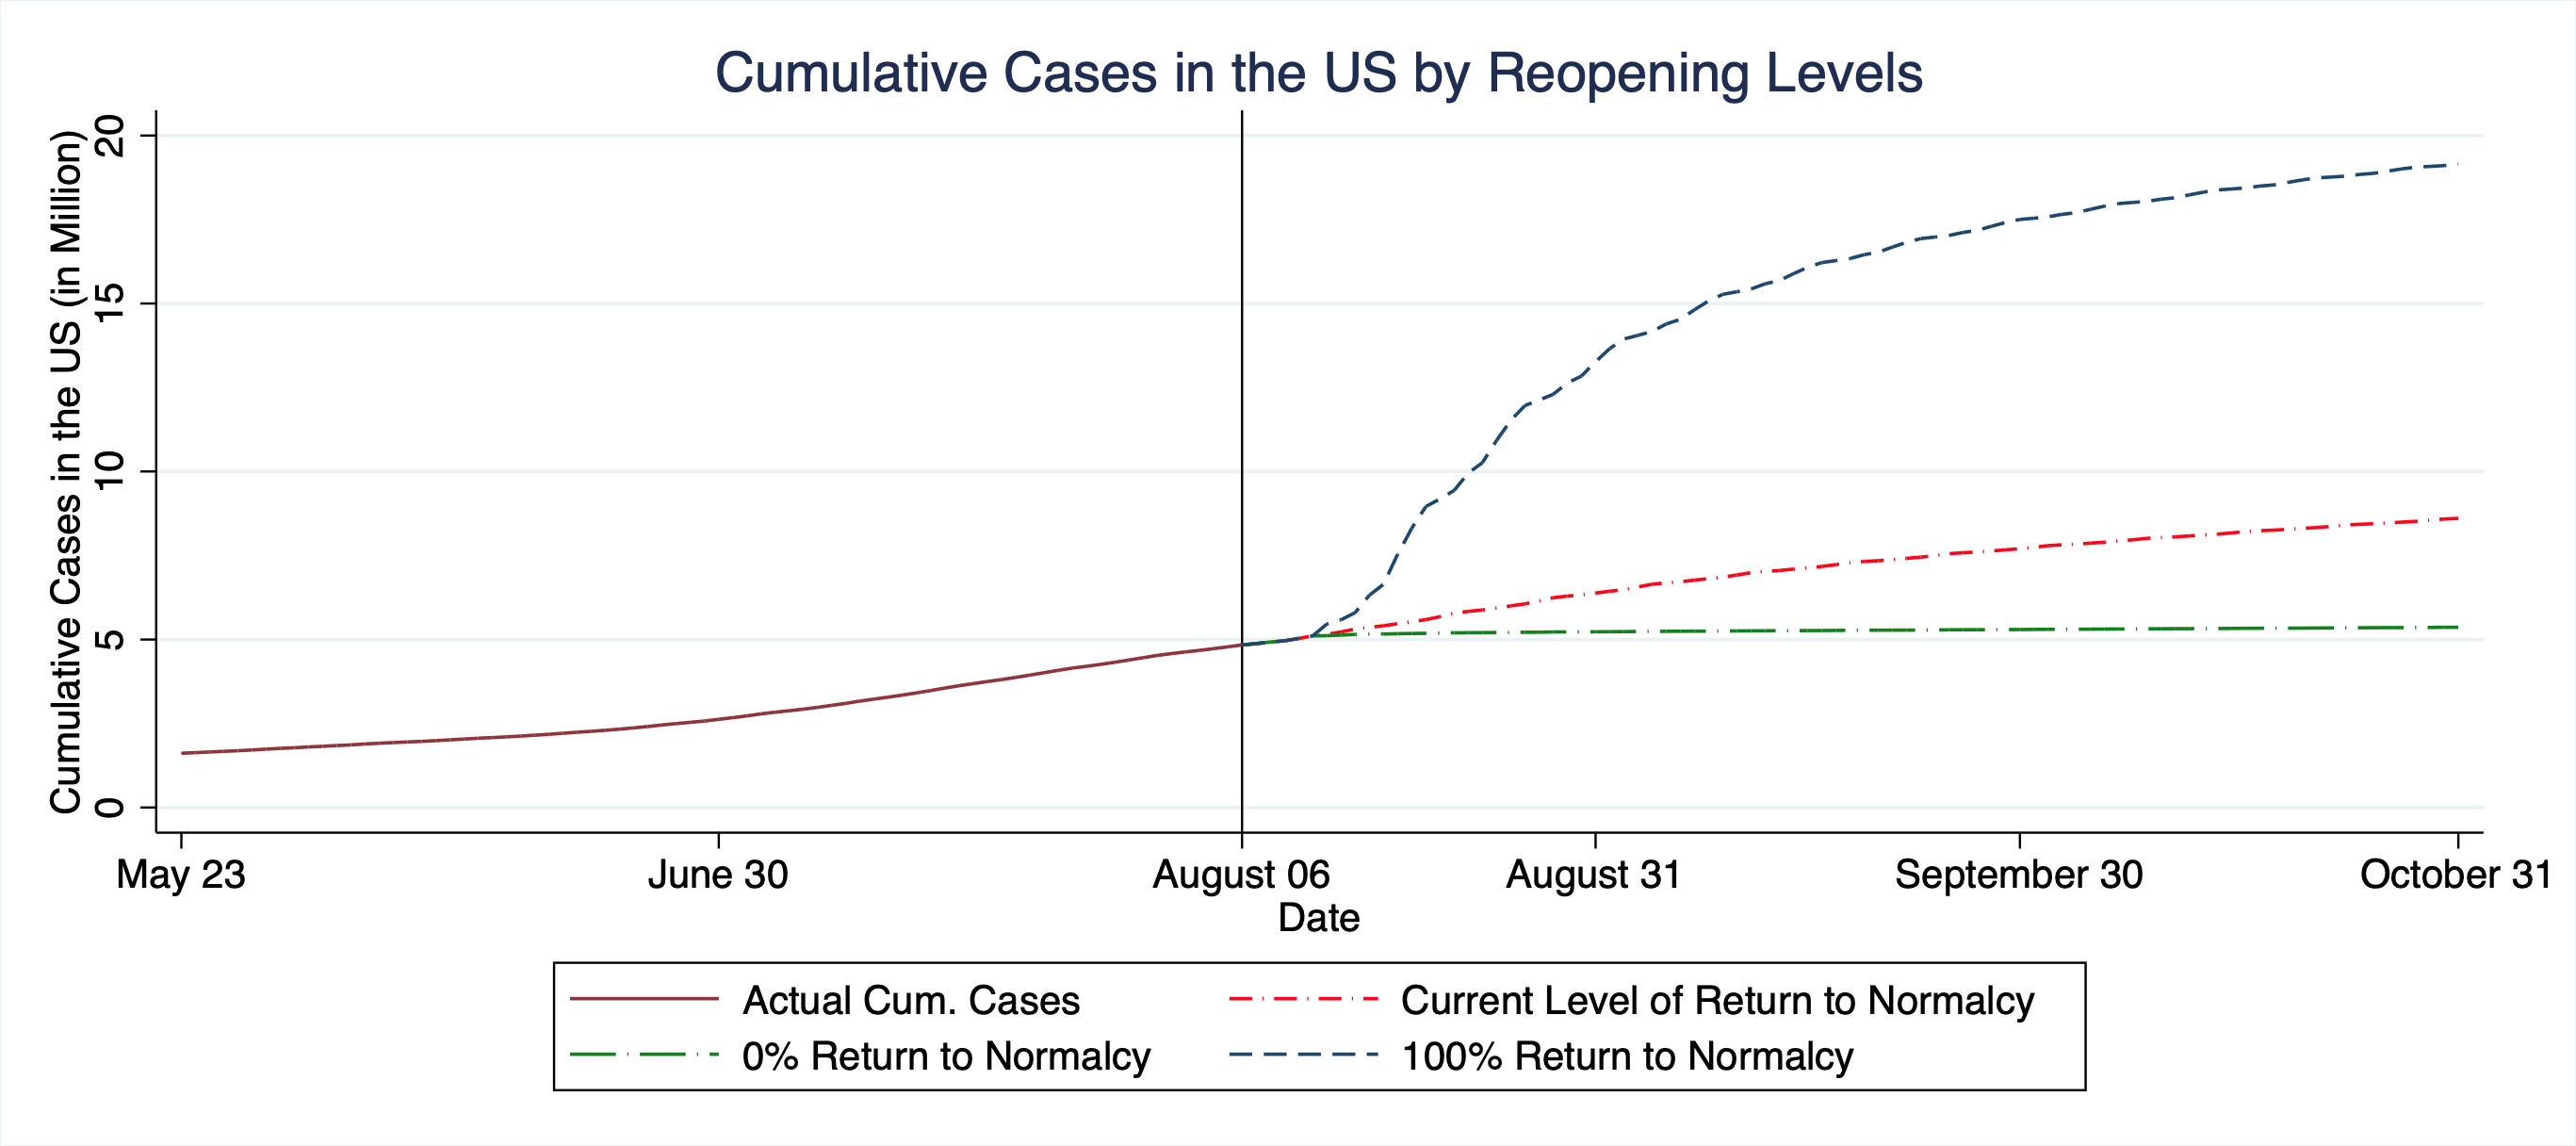 Cumulative Cases in the US by Reopening Levels
Cumulative Cases in the US (in Million)
20
15
10
5
0
May 23 June 30 August 06 August 31 September 30 October 31
Date
Actual Cum. Cases Current Level of Return to Normalcy
0% Return to Normalcy 100% Return to Normalcy